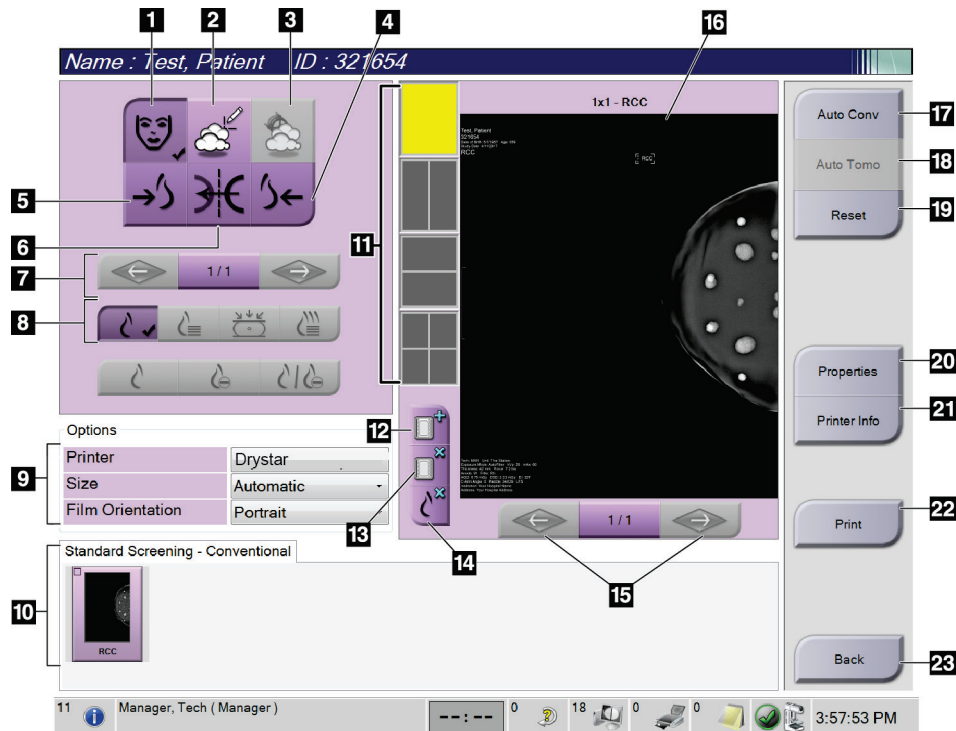 1
2
3
4
16
Name : Test, Patient ID : 321654
1x1 - RCC
Test, Patient
321654
RCC
[ RCC ]
Auto Conv
17
Auto Tomo
18
Reset
19
5
6
11
7
1 / 1
8
Properties
20
Printer Info
21
Options
12
9
Printer
Drystar
Size
Automatic
Film Orientation
Portrait
13
14
1 / 1
15
Print
22
Standard Screening - Conventional
10
RCC
Back
23
11
Manager, Tech ( Manager )
--:--
0
18
0
0
3:57:53 PM